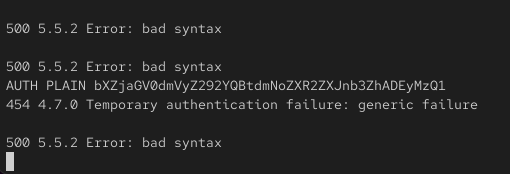 500 5.5.2 Error: bad syntax
500 5.5.2 Error: bad syntax
AUTH PLAIN bXZjaGV0dmVyZ292YQBtdmNoZXR2ZXJnb3ZhADEyMzQ1
454 4.7.0 Temporary authentication failure: generic failure
500 5.5.2 Error: bad syntax